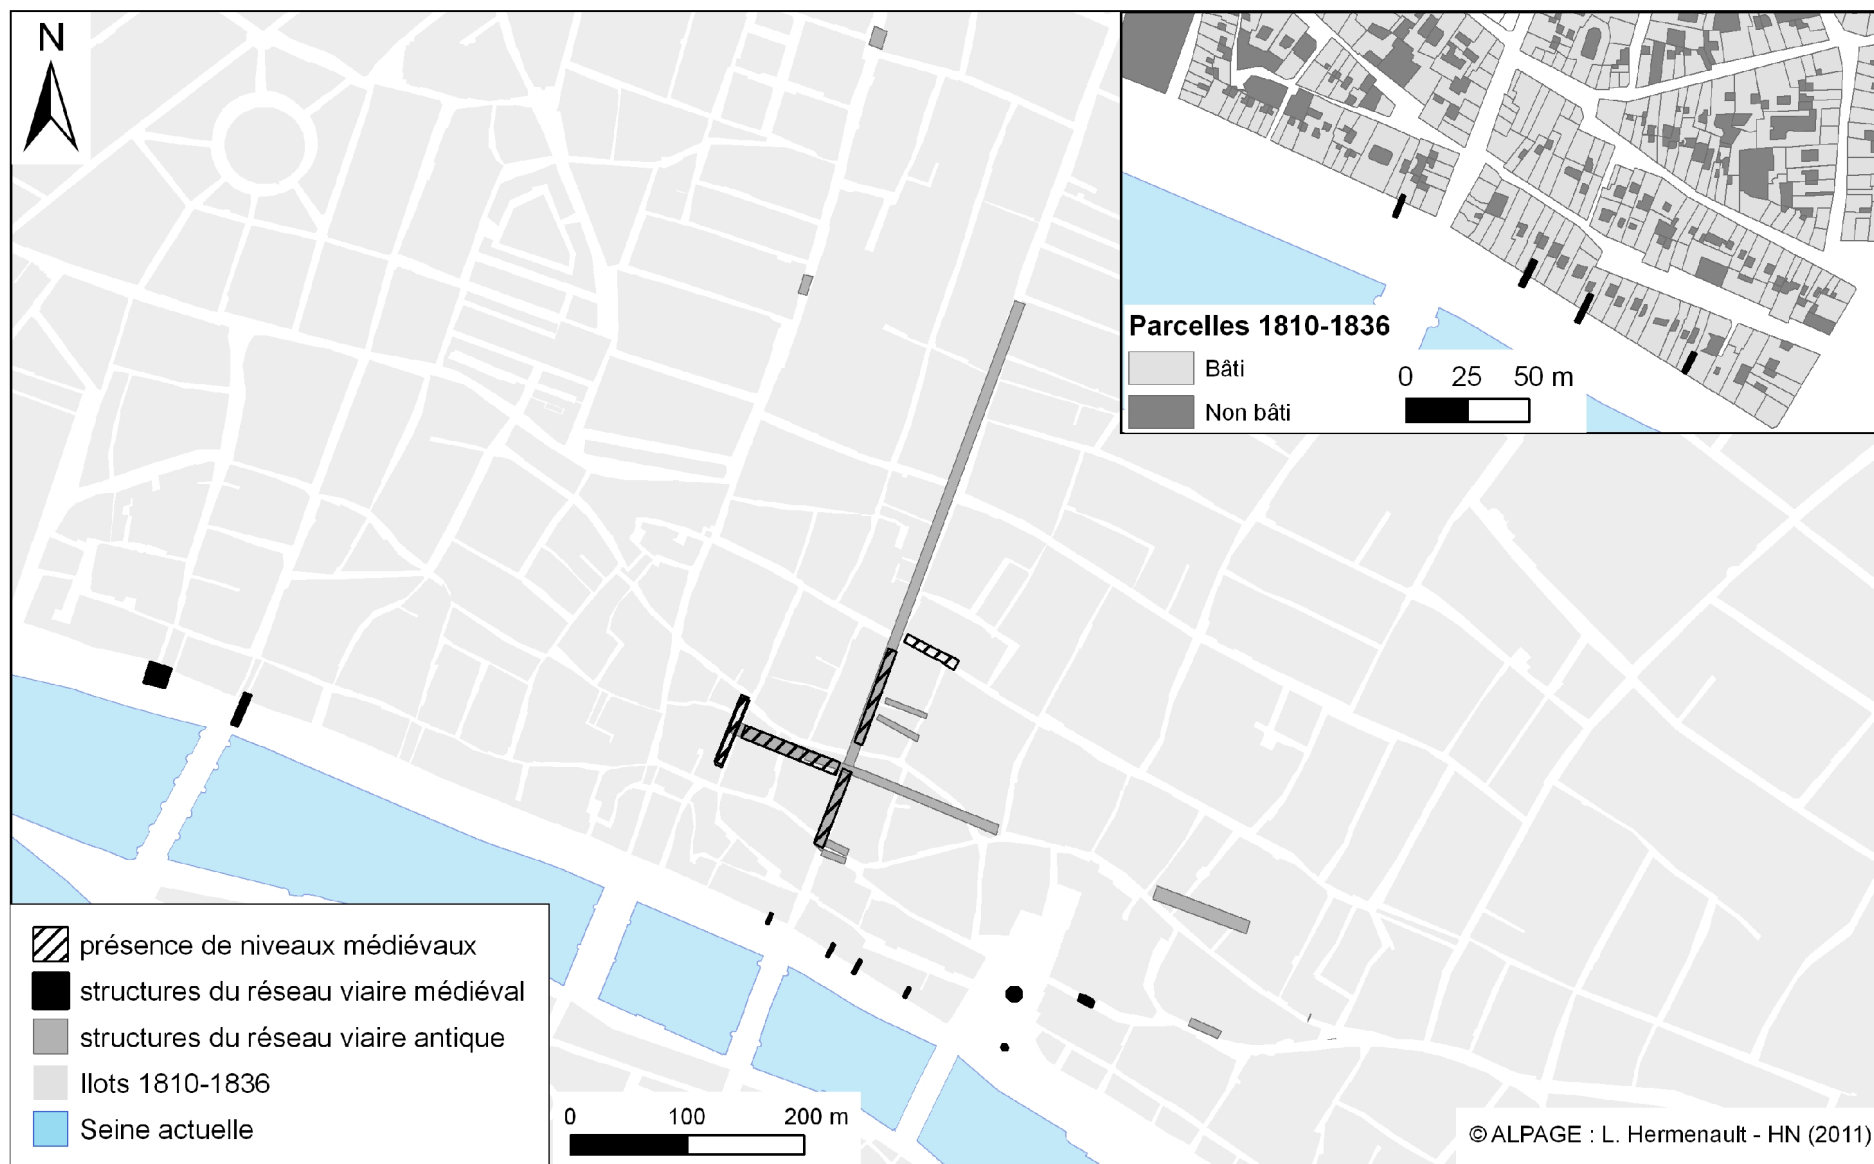 N
Parcelles 1810-1836
Bâti
Non bâti
0 25 50 m
présence de niveaux médiévaux
structures du réseau viaire médiéval
structures du réseau viaire antique
Ilots 1810-1836
Seine actuelle
0 100 200 m
© ALPAGE : L. Hermenault - HN (2011)